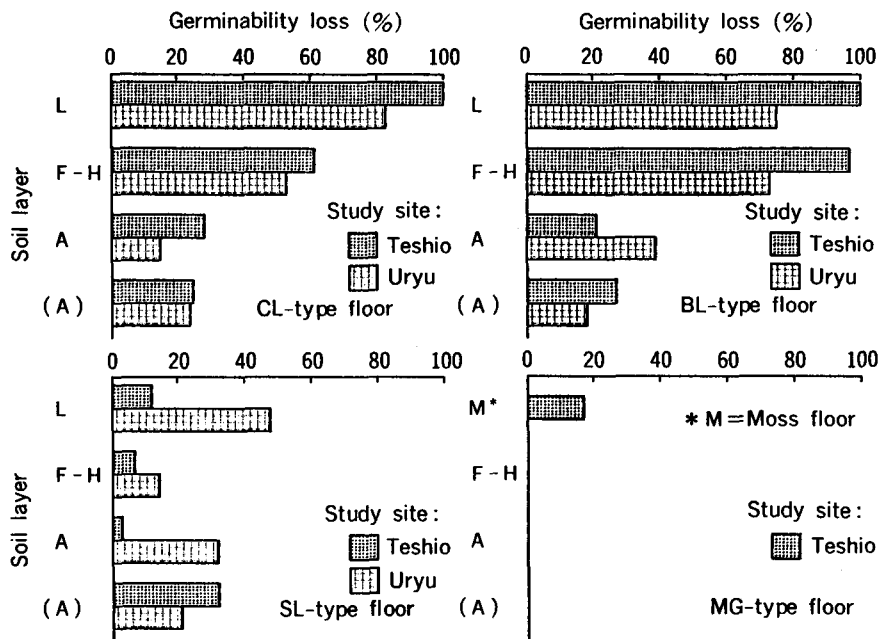 Germinability loss (%)
0 20 40 60 80 100
L
F-H
A
(A)
Soil layer
Study site:
Teshio
Uryu
CL-type floor
Germinability loss (%)
0 20 40 60 80 100
L
F-H
A
(A)
Study site:
Teshio
Uryu
BL-type floor
0 20 40 60 80 100
L
F-H
A
(A)
Soil layer
Study site:
Teshio
Uryu
SL-type floor
0 20 40 60 80 100
M*
F-H
A
(A)
* M=Moss floor
Study site:
Teshio
MG-type floor